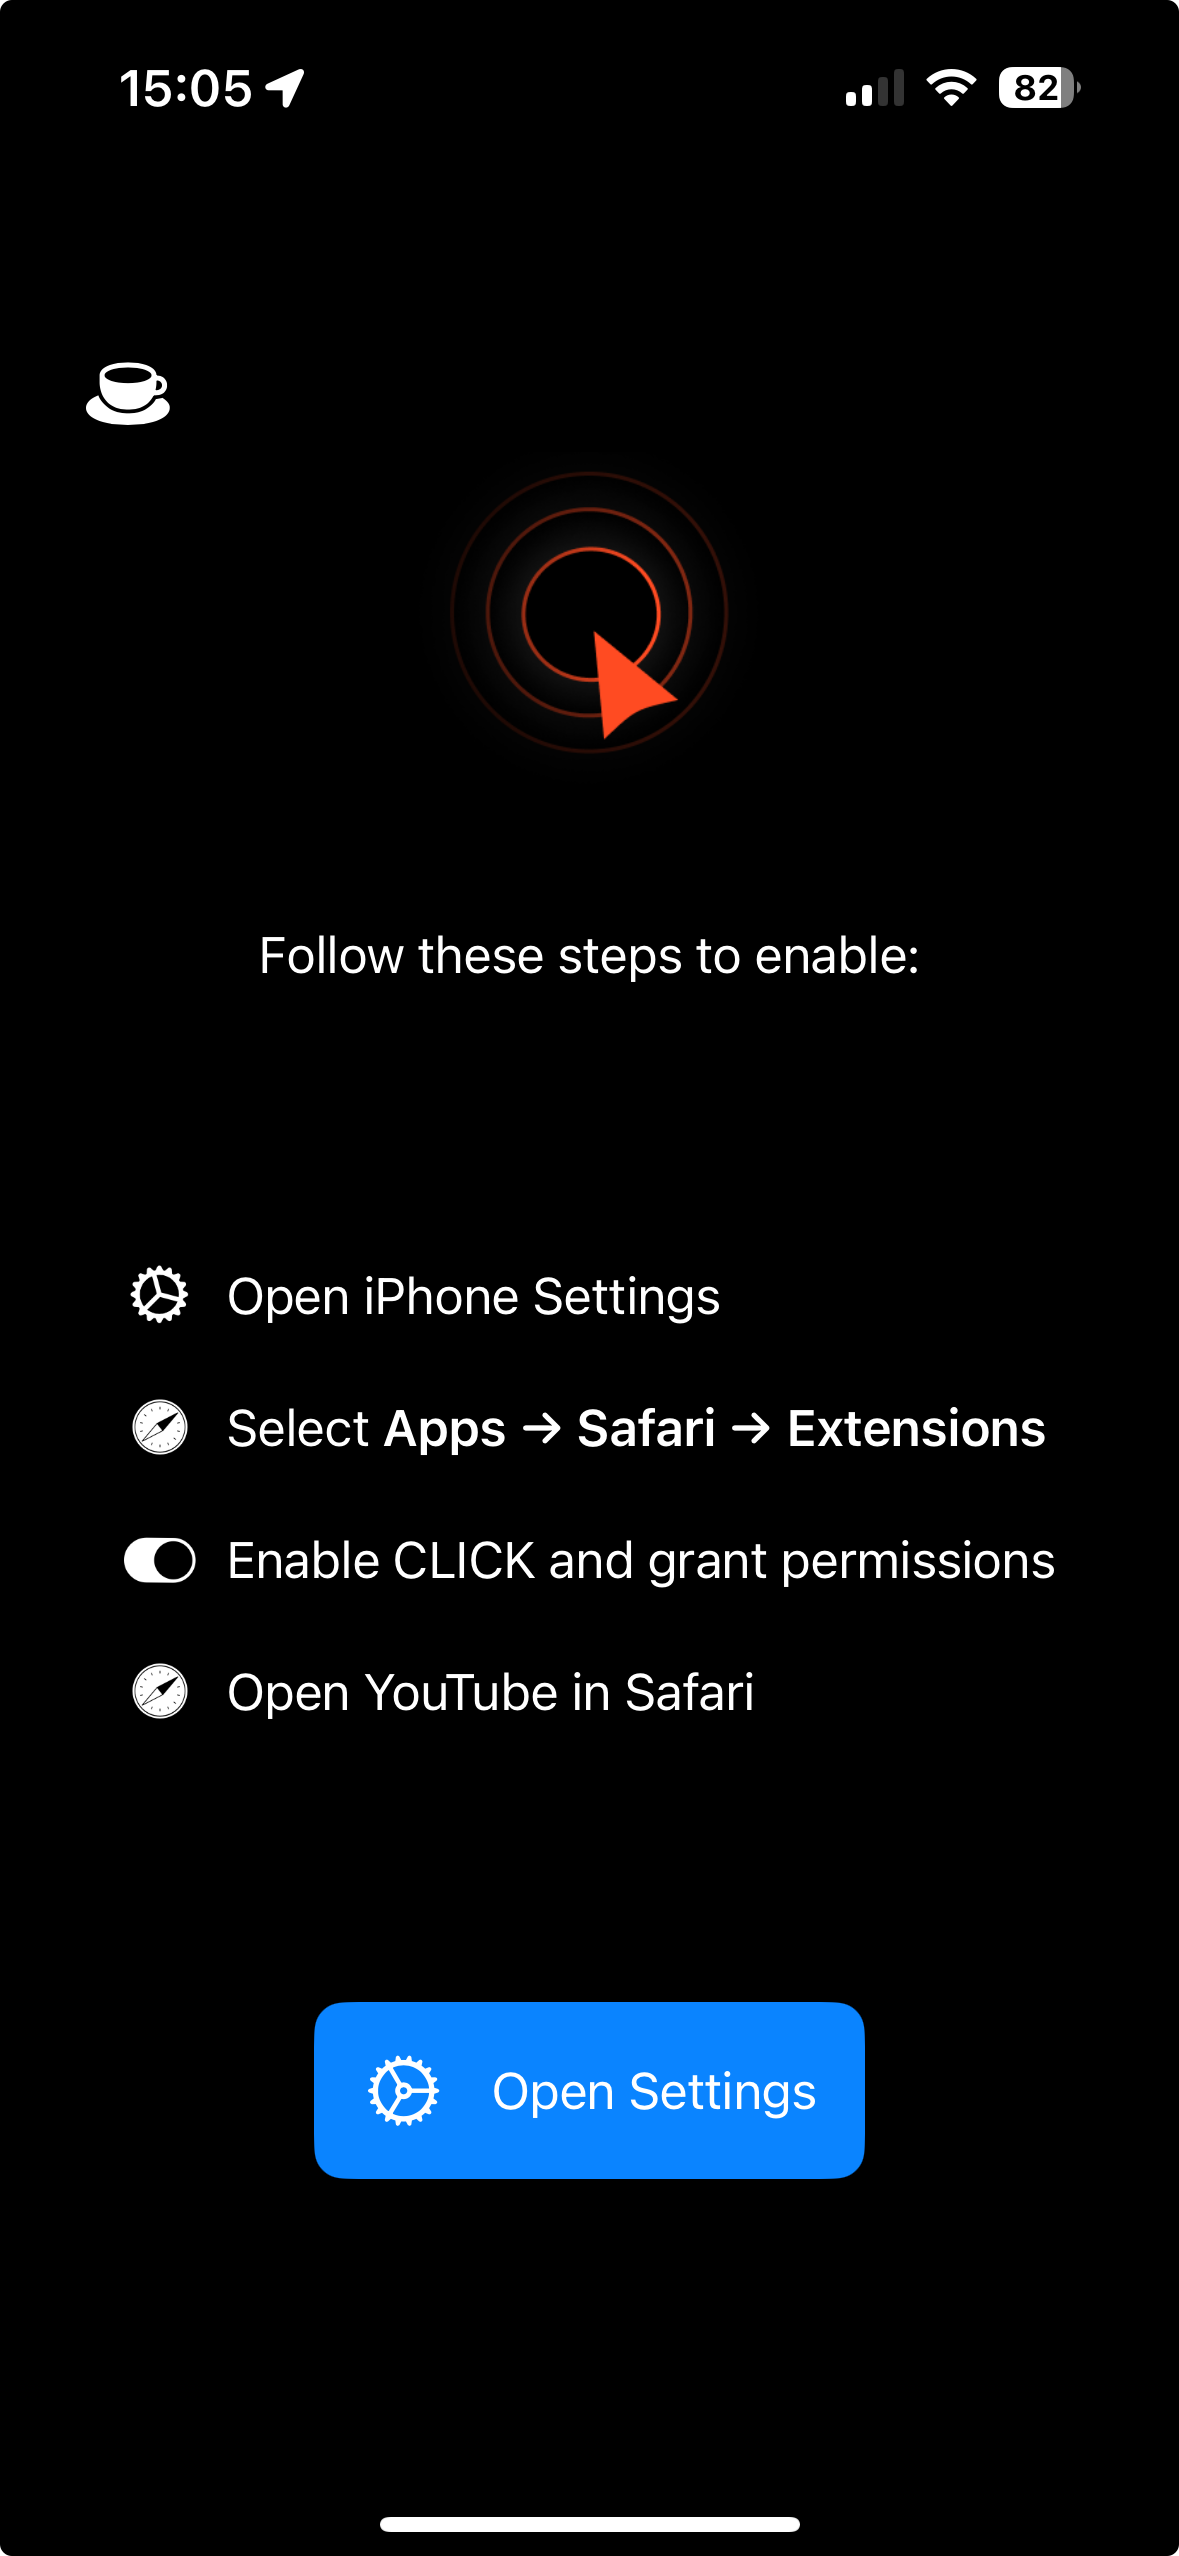 15:05
82
Follow these steps to enable:
Open iPhone Settings
Select Apps → Safari → Extensions
Enable CLICK and grant permissions
Open YouTube in Safari
Open Settings